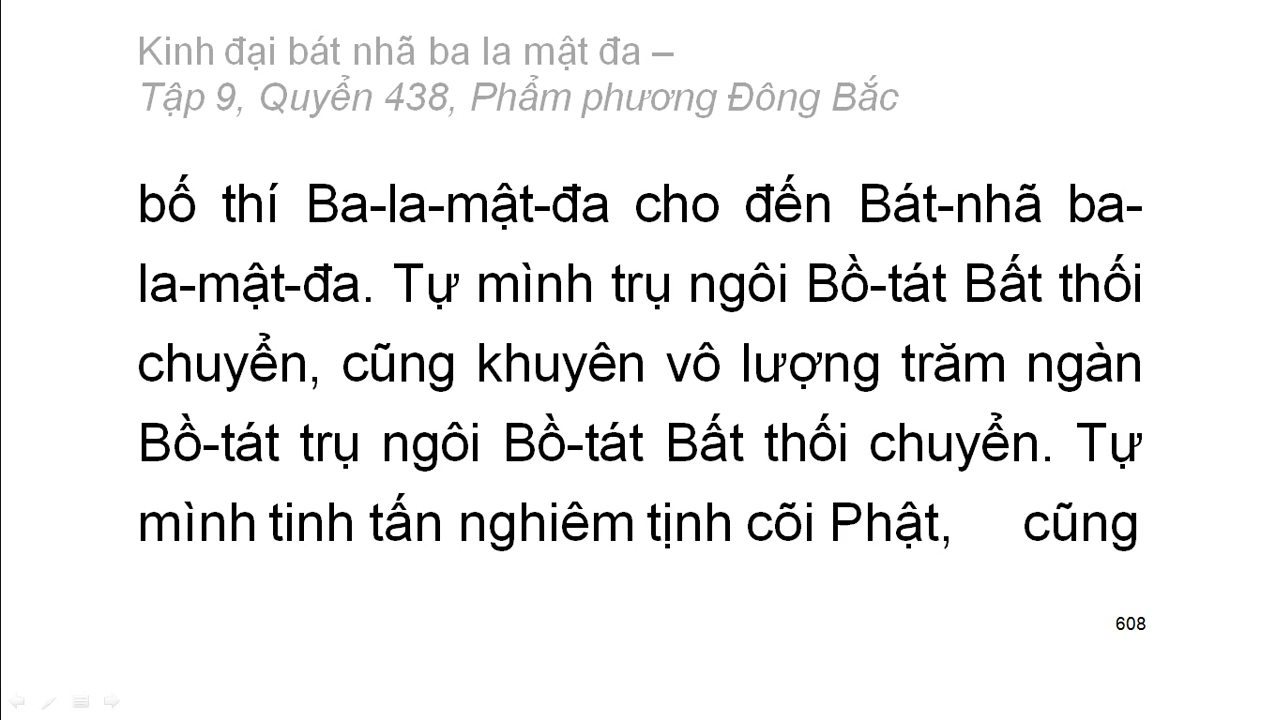 Kinh đại bát nhã ba la mật đa –
Tập 9, Quyển 438, Phẩm phương Đông Bắc
bố thí Ba-la-mật-đa cho đến Bát-nhã ba-
la-mật-đa. Tự mình trụ ngôi Bồ-tát Bất thối
chuyển, cũng khuyên vô lượng trăm ngàn
Bồ-tát trụ ngôi Bồ-tát Bất thối chuyển. Tự
mình tinh tấn nghiêm tịnh cõi Phật, cũng
608